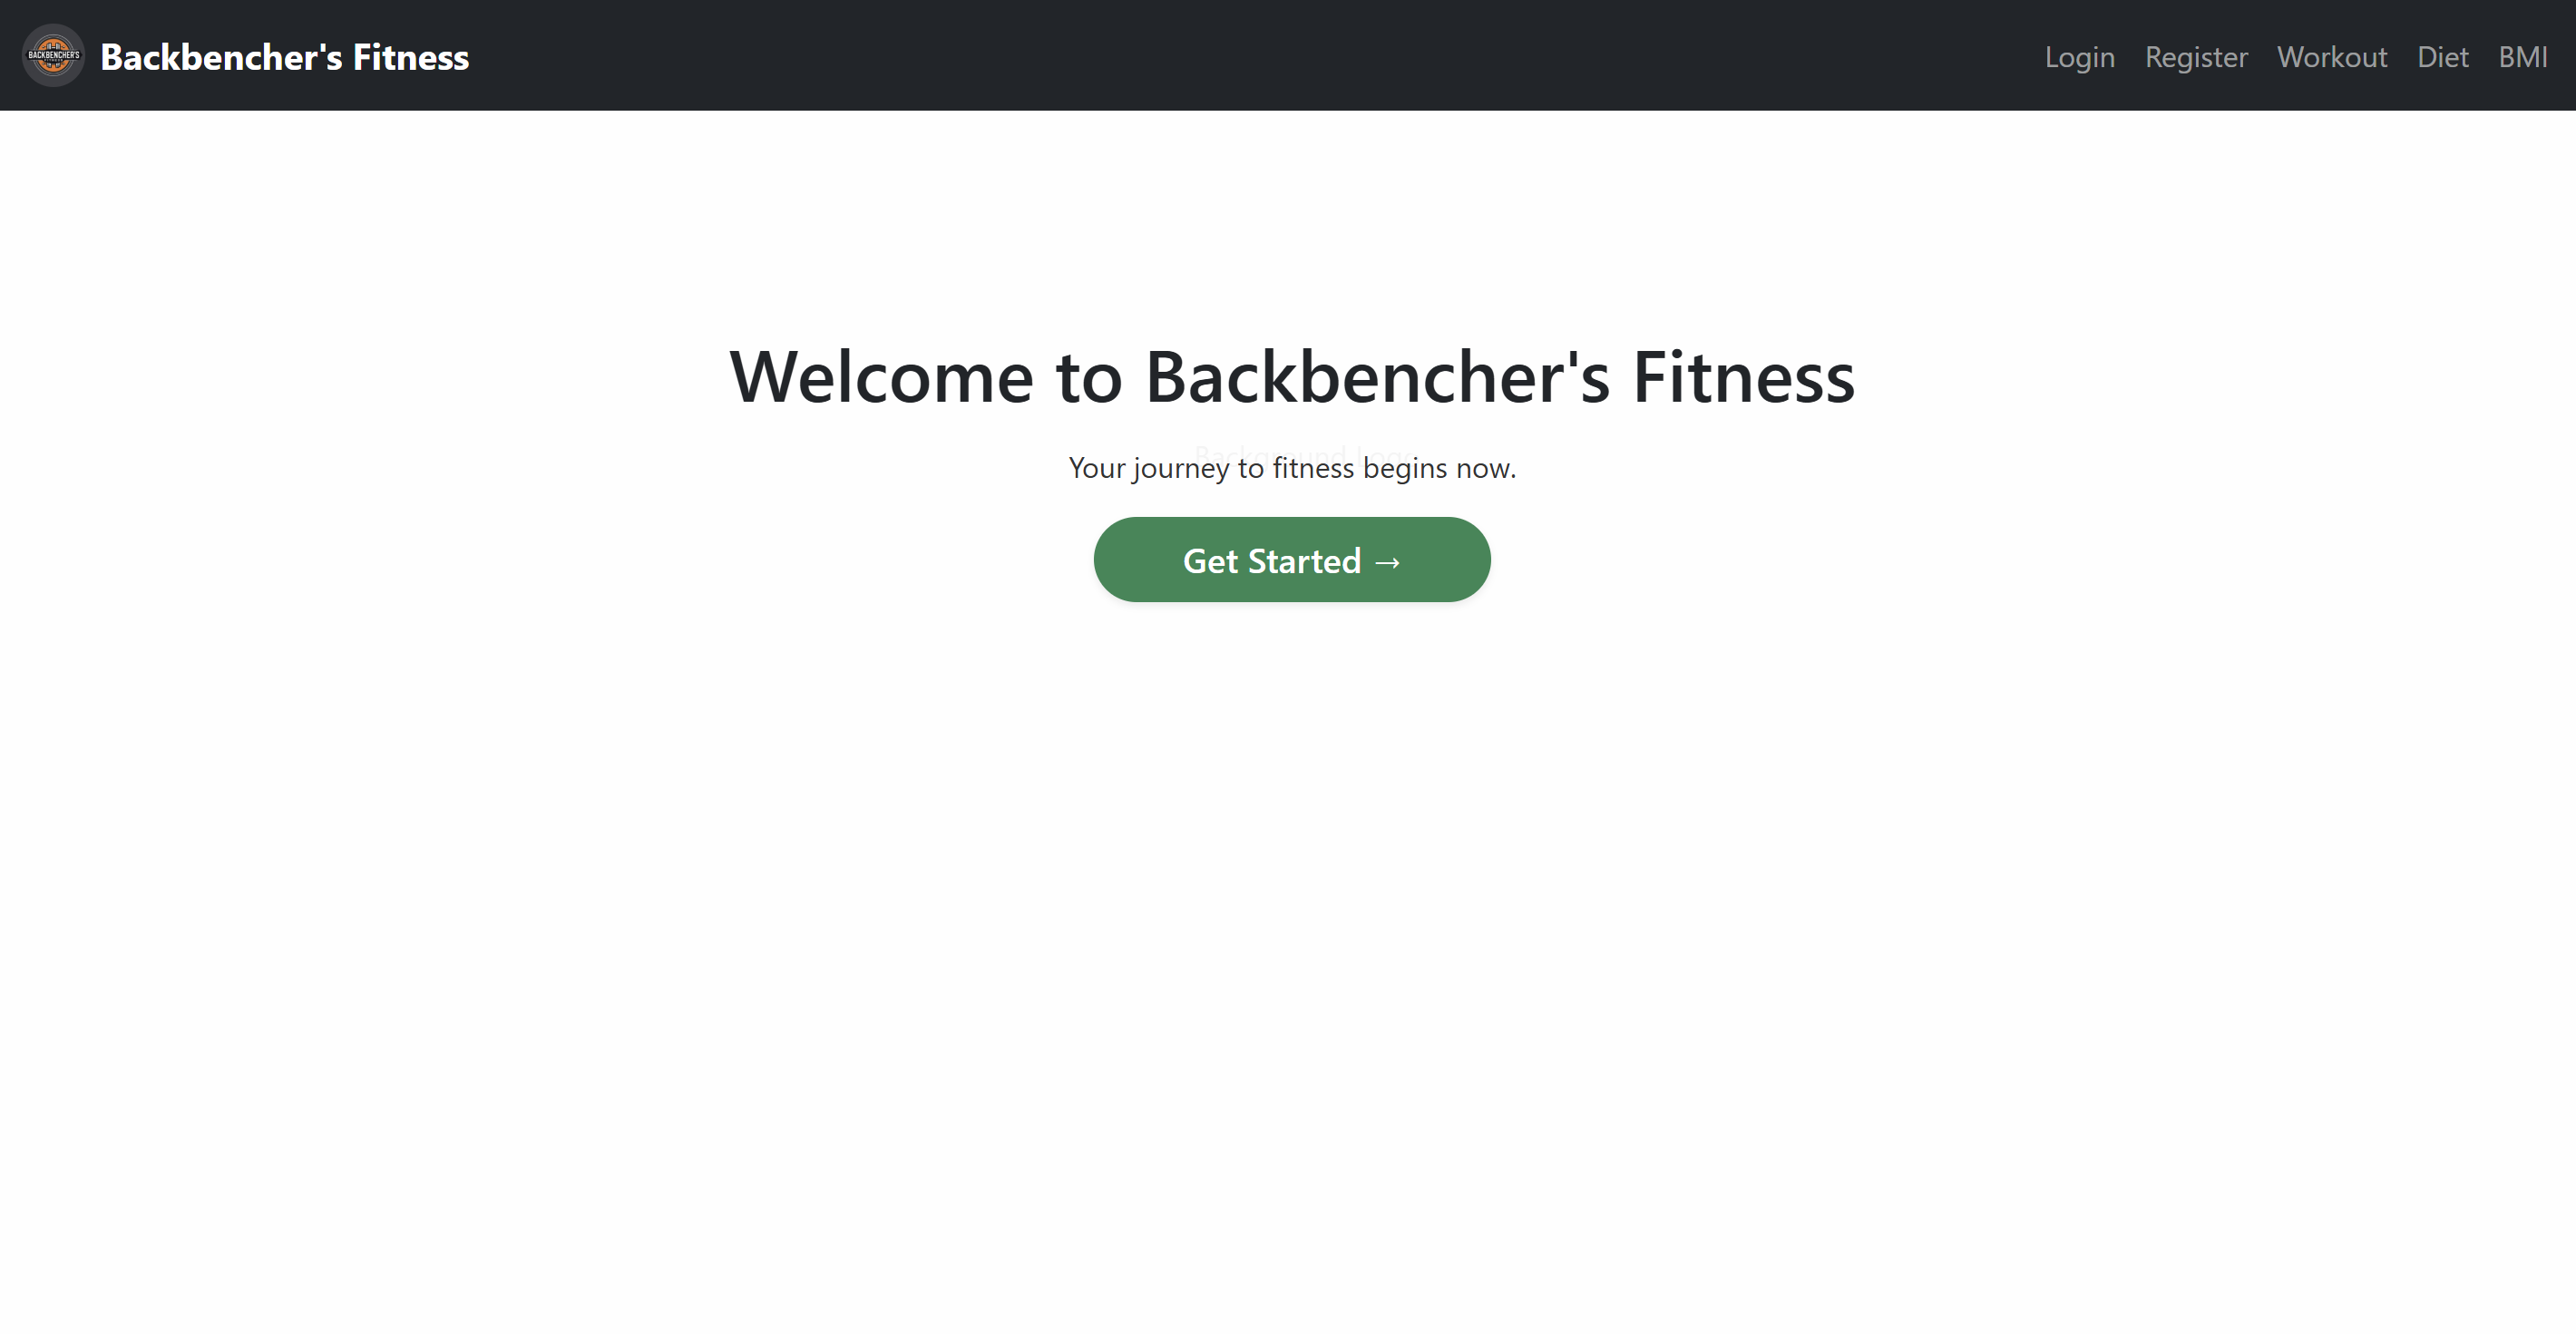 BACKBENCHER'S
FITNESS
Backbencher's Fitness
Login
Register
Workout
Diet
BMI
Welcome to Backbencher's Fitness
Background Logo
Your journey to fitness begins now.
Get Started →